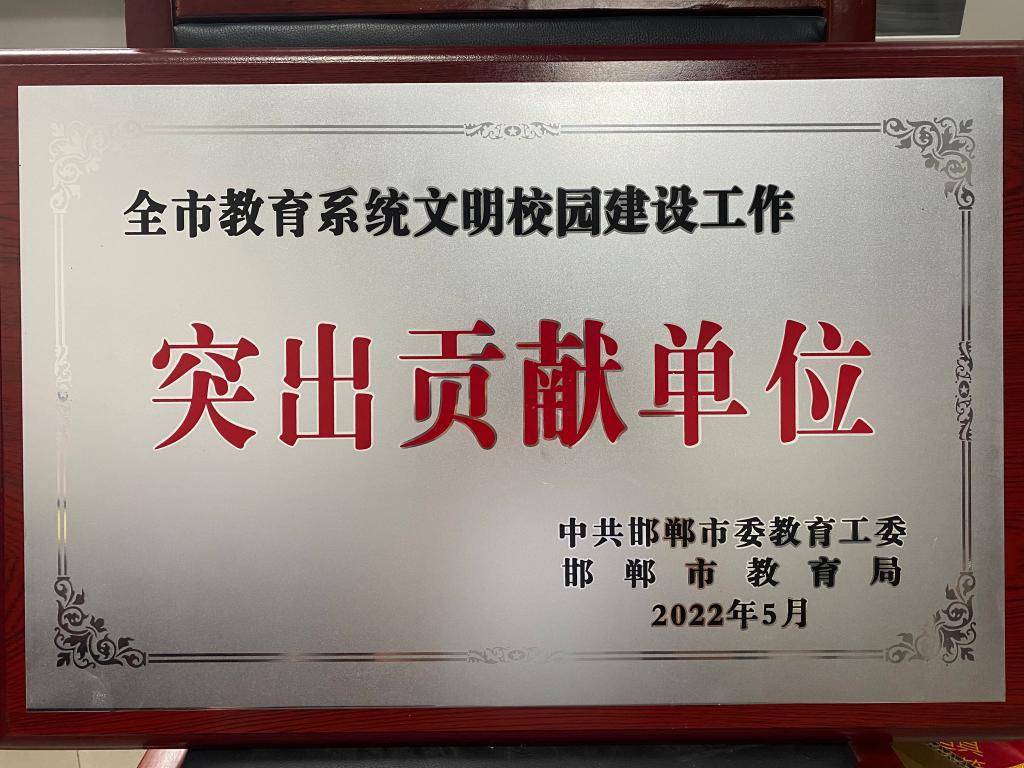 全市教育系统文明校园建设工作
突出贡献单位
中共邯郸市委教育工委
邯郸市教育局
2022年5月